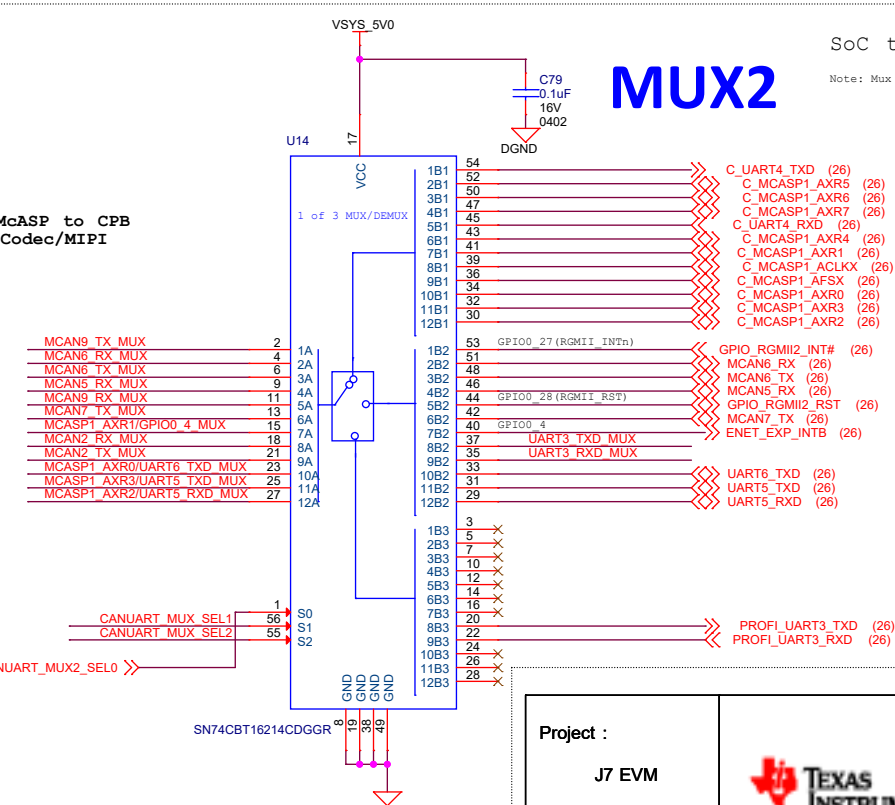 VSYS_5V0
SoC t
MUX2
Note: Mux
C79
0.1uF
16V
0402
DGND
U14
17
VCC
1 of 3 MUX/DEMUX
McASP to CPB
Codec/MIPI
1B1 54 C_UART4_TXD (26)
2B1 52 C_MCASP1_AXR5 (26)
3B1 50 C_MCASP1_AXR6 (26)
4B1 47 C_MCASP1_AXR7 (26)
5B1 45 C_UART4_RXD (26)
6B1 43 C_MCASP1_AXR4 (26)
7B1 41 C_MCASP1_AXR1 (26)
8B1 39 C_MCASP1_ACLKX (26)
9B1 36 C_MCASP1_AFSX (26)
10B1 34 C_MCASP1_AXR0 (26)
11B1 32 C_MCASP1_AXR3 (26)
12B1 30 C_MCASP1_AXR2 (26)
MCAN9_TX_MUX 2 1A
MCAN6_RX_MUX 4 2A
MCAN6_TX_MUX 6 3A
MCAN5_RX_MUX 9 4A
MCAN9_RX_MUX 11 5A
MCAN7_TX_MUX 13 6A
MCASP1_AXR1/GPIO0_4_MUX 15 7A
MCAN2_RX_MUX 18 8A
MCAN2_TX_MUX 21 9A
MCASP1_AXR0/UART6_TXD_MUX 23 10A
MCASP1_AXR3/UART5_TXD_MUX 25 11A
MCASP1_AXR2/UART5_RXD_MUX 27 12A
1B2 53 GPIO0_27(RGMII_INTn) GPIO_RGMII2_INT# (26)
2B2 51 MCAN6_RX (26)
3B2 48 MCAN6_TX (26)
4B2 46 MCAN5_RX (26)
5B2 44 GPIO0_28(RGMII_RST) GPIO_RGMII2_RST (26)
6B2 42 MCAN7_TX (26)
7B2 40 GPIO0_4 ENET_EXP_INTB (26)
8B2 37 UART3_TXD_MUX
9B2 35 UART3_RXD_MUX
10B2 33 UART6_TXD (26)
11B2 31 UART5_TXD (26)
12B2 29 UART5_RXD (26)
1B3 3
2B3 5
3B3 7
4B3 10
5B3 12
6B3 14
7B3 16
8B3 20 PROFI_UART3_TXD (26)
9B3 22 PROFI_UART3_RXD (26)
10B3 24
11B3 26
12B3 28
1 S0
CANUART_MUX_SEL1 56 S1
CANUART_MUX_SEL2 55 S2
NUART_MUX2_SEL0
GND GND GND GND
8 19 38 49
SN74CBT16214CDGGR
Project :
J7 EVM
TEXAS
INSTRUM